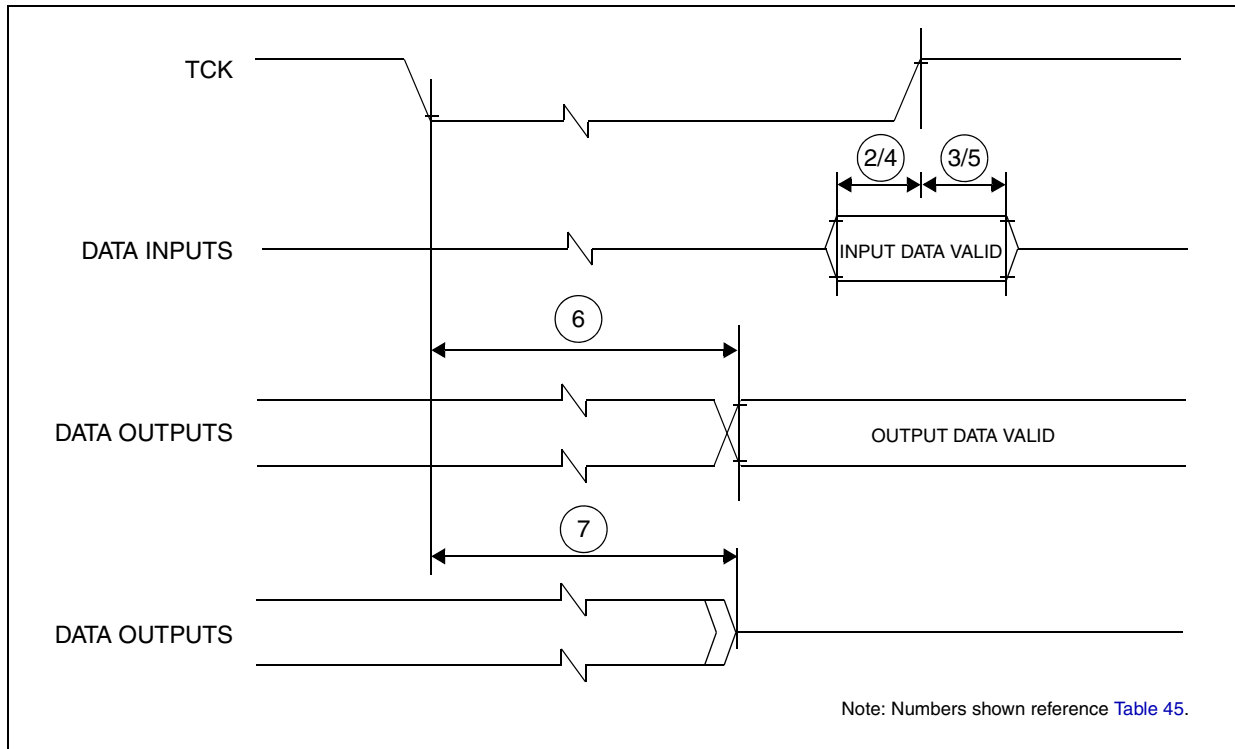 TCK
2/4
3/5
DATA INPUTS
INPUT DATA VALID
6
DATA OUTPUTS
OUTPUT DATA VALID
7
DATA OUTPUTS
Note: Numbers shown reference Table 45.